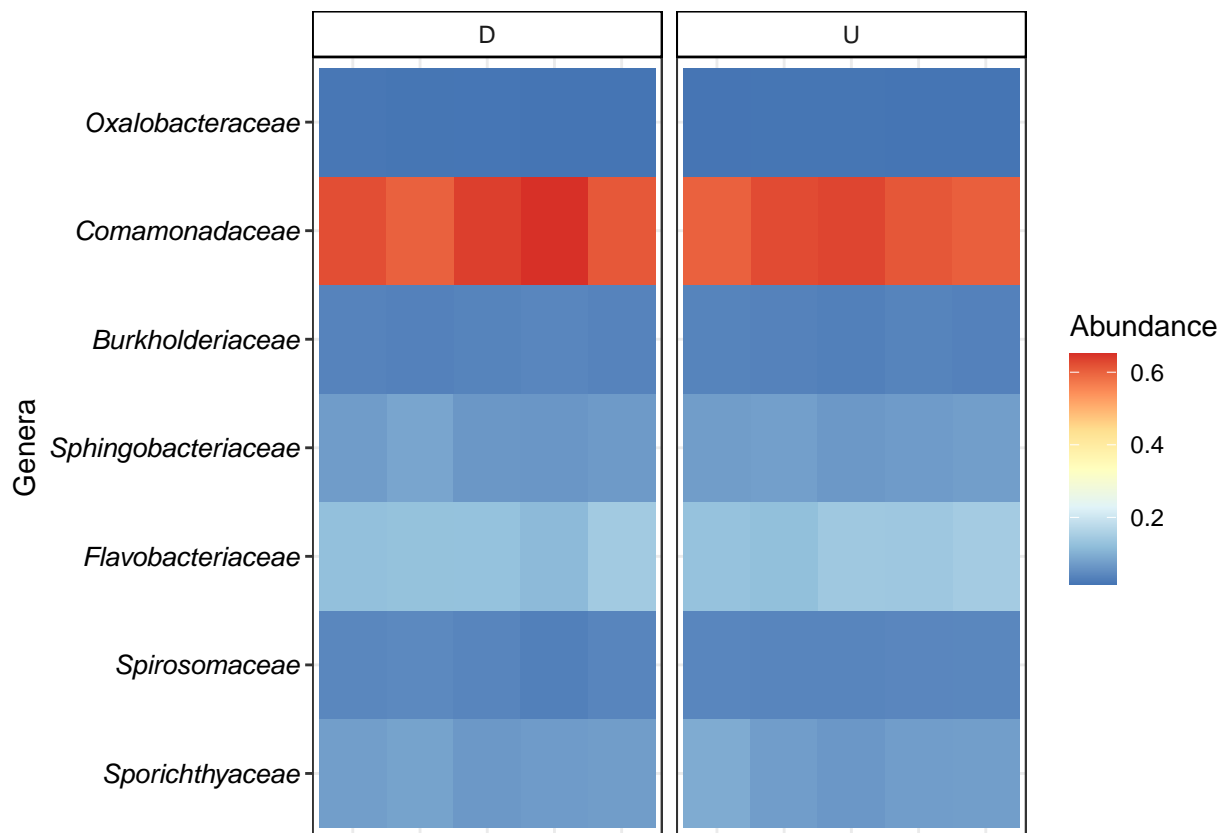 D
U
Oxalobacteraceae
Comamonadaceae
Burkholderiaceae
Sphingobacteriaceae
Flavobacteriaceae
Spirosomaceae
Sporichthyaceae
Genera
Abundance
0.6
0.4
0.2